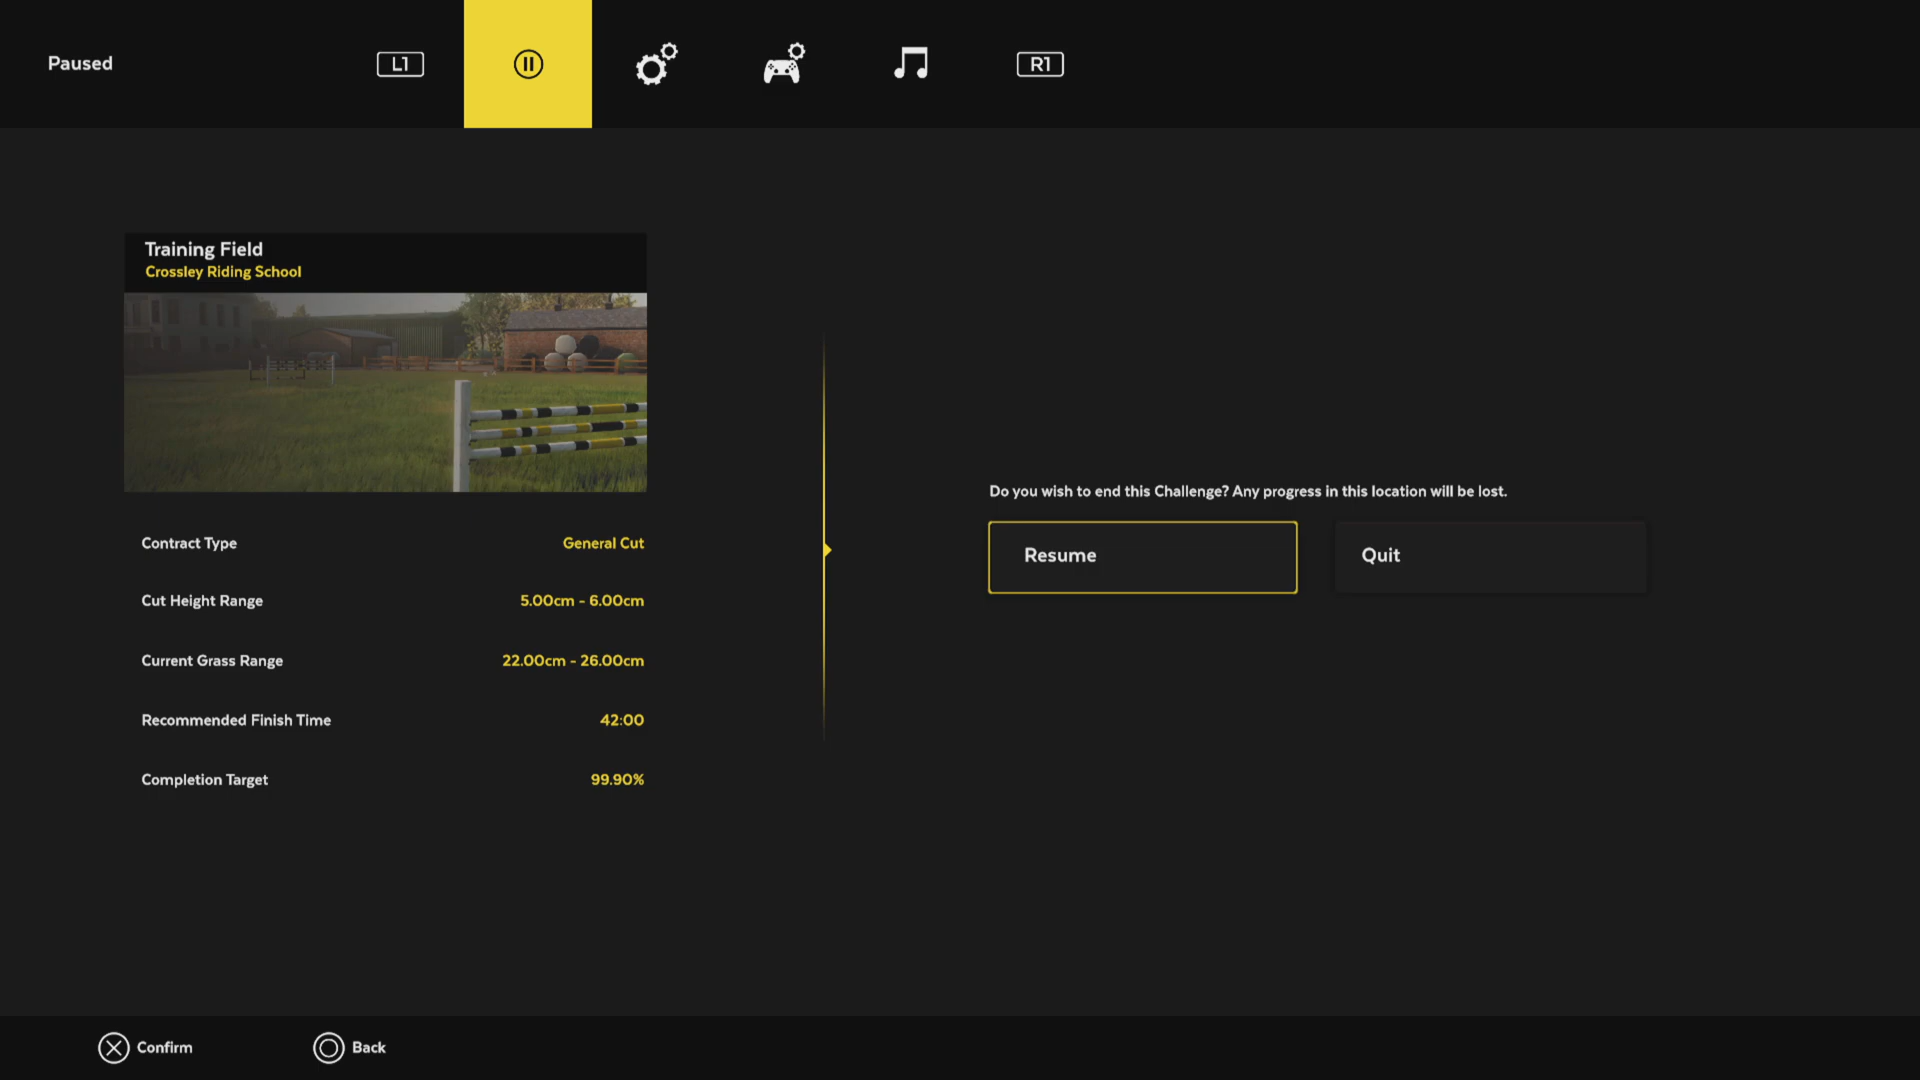 Paused
L1
R1
Training Field
Crossley Riding School
Contract Type
General Cut
Cut Height Range
5.00cm - 6.00cm
Current Grass Range
22.00cm - 26.00cm
Recommended Finish Time
42:00
Completion Target
99.90%
Do you wish to end this Challenge? Any progress in this location will be lost.
Resume
Quit
Confirm
Back